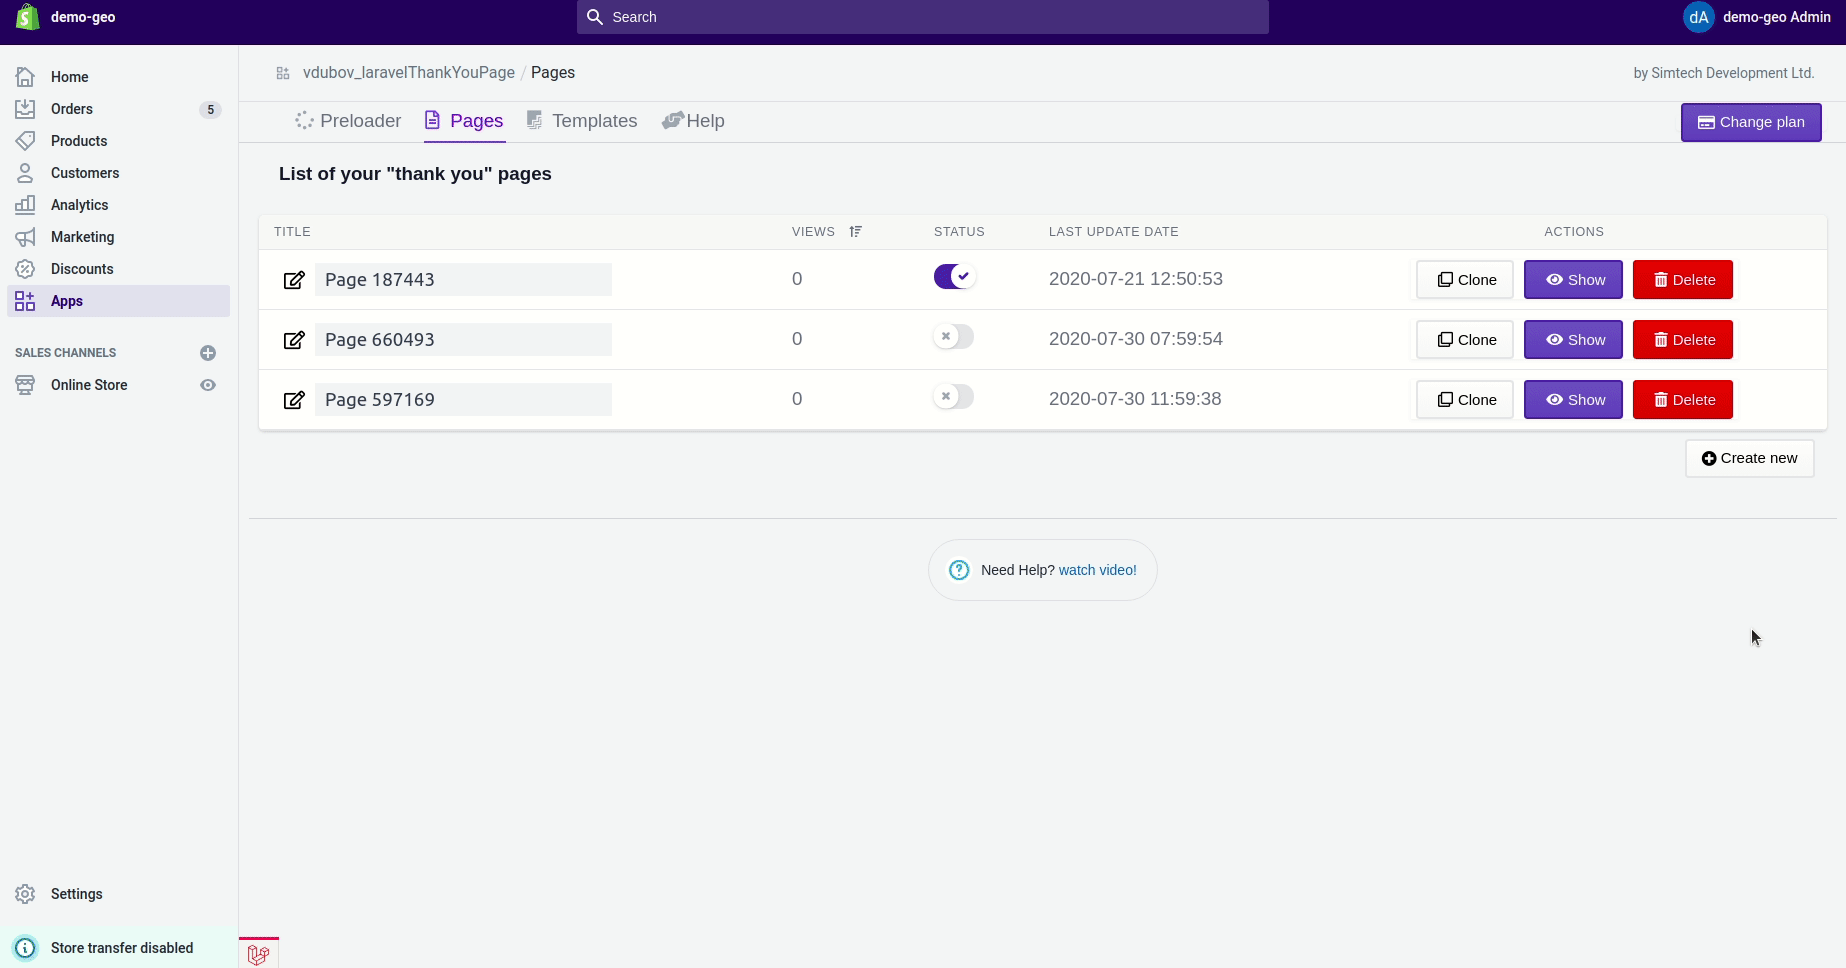 demo-geo
Search
dA demo-geo Admin
Home
Orders 5
Products
Customers
Analytics
Marketing
Discounts
Apps
SALES CHANNELS
Online Store
Settings
Store transfer disabled
vdubov_laravelThankYouPage / Pages
by Simtech Development Ltd.
Preloader Pages Templates Help
Change plan
List of your "thank you" pages
TITLE VIEWS STATUS LAST UPDATE DATE ACTIONS
Page 187443 0 2020-07-21 12:50:53 Clone Show Delete
Page 660493 0 2020-07-30 07:59:54 Clone Show Delete
Page 597169 0 2020-07-30 11:59:38 Clone Show Delete
Create new
Need Help? watch video!